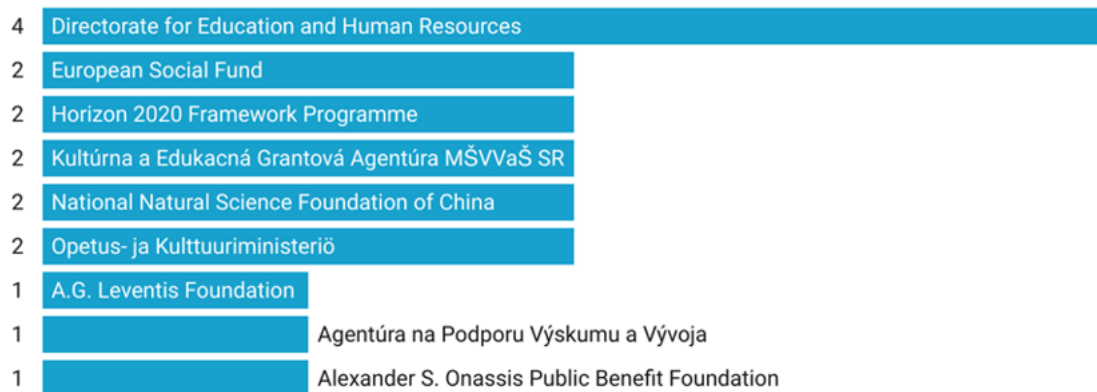 4 Directorate for Education and Human Resources
2 European Social Fund
2 Horizon 2020 Framework Programme
2 Kultúrna a Edukacná Grantová Agentúra MŠVVaŠ SR
2 National Natural Science Foundation of China
2 Opetus- ja Kulttuuriministeriö
1 A.G. Leventis Foundation
1 Agentúra na Podporu Výskumu a Vývoja
1 Alexander S. Onassis Public Benefit Foundation